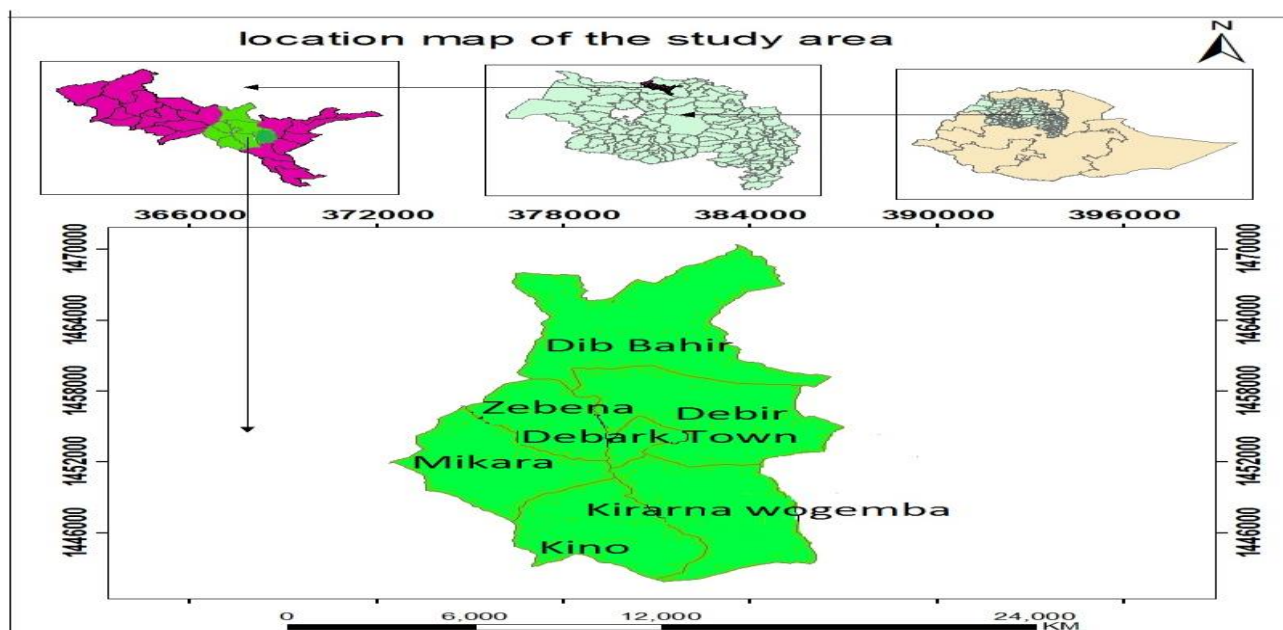 location map of the study area
N
366000 372000 378000 384000 390000 396000
1470000 1470000
1464000 1464000
Dib Bahir
1458000 1458000
Zebena Debir
Debark Town
1452000 1452000
Mikara
Kirarna wogemba
1446000 1446000
Kino
0 6,000 12,000 24,000
KM